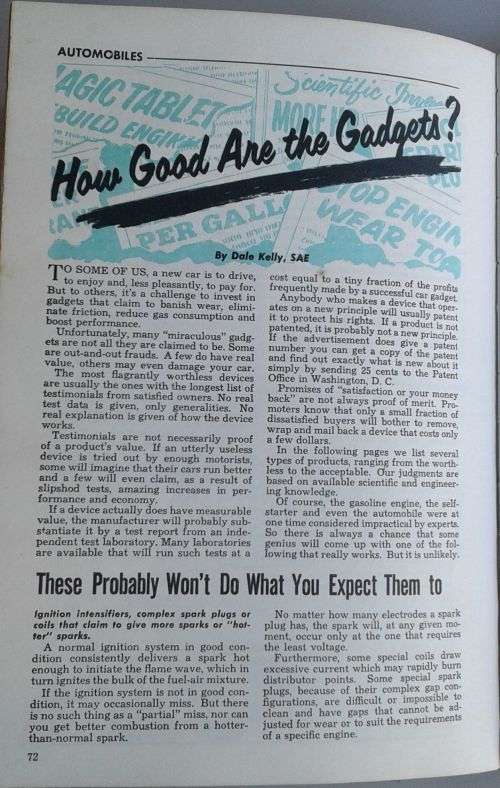 AUTOMOBILES
AGIC TABLET
BUILD ENGIN
Scientific
MORE
PER GALL
TOP ENGIN
WEAR TO
How Good Are the Gadgets?
By Dale Kelly, SAE
TO SOME OF US, a new car is to drive,
to enjoy and, less pleasantly, to pay for.
But to others, it's a challenge to invest in
gadgets that claim to banish wear, elimi-
nate friction, reduce gas consumption and
boost performance.
Unfortunately, many "miraculous" gadg-
ets are not all they are claimed to be. Some
are out-and-out frauds. A few do have real
value, others may even damage your car.
The most flagrantly worthless devices
are usually the ones with the longest list of
testimonials from satisfied owners. No real
test data is given, only generalities. No
real explanation is given of how the device
works.
Testimonials are not necessarily proof
of a product's value. If an utterly useless
device is tried out by enough motorists,
some will imagine that their cars run better
and a few will even claim, as a result of
slipshod tests, amazing increases in per-
formance and economy.
If a device actually does have measurable
value, the manufacturer will probably sub-
stantiate it by a test report from an inde-
pendent test laboratory. Many laboratories
are available that will run such tests at a
cost equal to a tiny fraction of the profits
frequently made by a successful car gadget.
Anybody who makes a device that oper-
ates on a new principle will usually patent
it to protect his rights. If a product is not
patented, it is probably not a new principle.
If the advertisement does give a patent
number you can get a copy of the patent
and find out exactly what is new about it
simply by sending 25 cents to the Patent
Office in Washington, D. C.
Promises of "satisfaction or your money
back" are not always proof of merit. Pro-
moters know that only a small fraction of
dissatisfied buyers will bother to remove,
wrap and mail back a device that costs only
a few dollars.
In the following pages we list several
types of products, ranging from the worth-
less to the acceptable. Our judgments are
based on available scientific and engineer-
ing knowledge.
Of course, the gasoline engine, the self-
starter and even the automobile were at
one time considered impractical by experts.
So there is always a chance that some
genius will come up with one of the fol-
lowing that really works. But it is unlikely.
These Probably Won't Do What You Expect Them to
Ignition intensifiers, complex spark plugs or
coils that claim to give more sparks or "hot-
ter" sparks.
A normal ignition system in good con-
dition consistently delivers a spark hot
enough to initiate the flame wave, which in
turn ignites the bulk of the fuel-air mixture.
If the ignition system is not in good con-
dition, it may occasionally miss. But there
is no such thing as a "partial" miss, nor can
you get better combustion from a hotter-
than-normal spark.
No matter how many electrodes a spark
plug has, the spark will, at any given mo-
ment, occur only at the one that requires
the least voltage.
Furthermore, some special coils draw
excessive current which may rapidly burn
distributor points. Some special spark
plugs, because of their complex gap con-
figurations, are difficult or impossible to
clean and have gaps that cannot be ad-
justed for wear or to suit the requirements
of a specific engine.
72